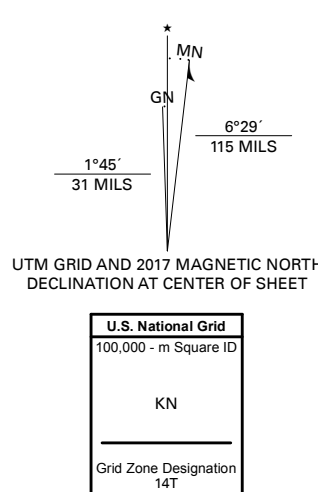 ★
MN
GN
6°29´
115 MILS
1°45´
31 MILS
UTM GRID AND 2017 MAGNETIC NORTH
DECLINATION AT CENTER OF SHEET
U.S. National Grid
100,000 - m Square ID
KN
Grid Zone Designation
14T